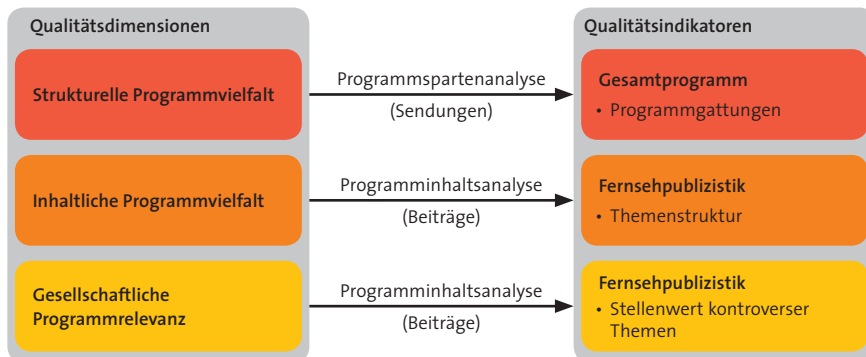 Qualitätsdimensionen
Qualitätsindikatoren
Strukturelle Programmvielfalt
Programmspartenanalyse
(Sendungen)
Gesamtprogramm
• Programmgattungen
Inhaltliche Programmvielfalt
Programminhaltsanalyse
(Beiträge)
Fernsehpublizistik
• Themenstruktur
Gesellschaftliche
Programmrelevanz
Programminhaltsanalyse
(Beiträge)
Fernsehpublizistik
• Stellenwert kontroverser
Themen